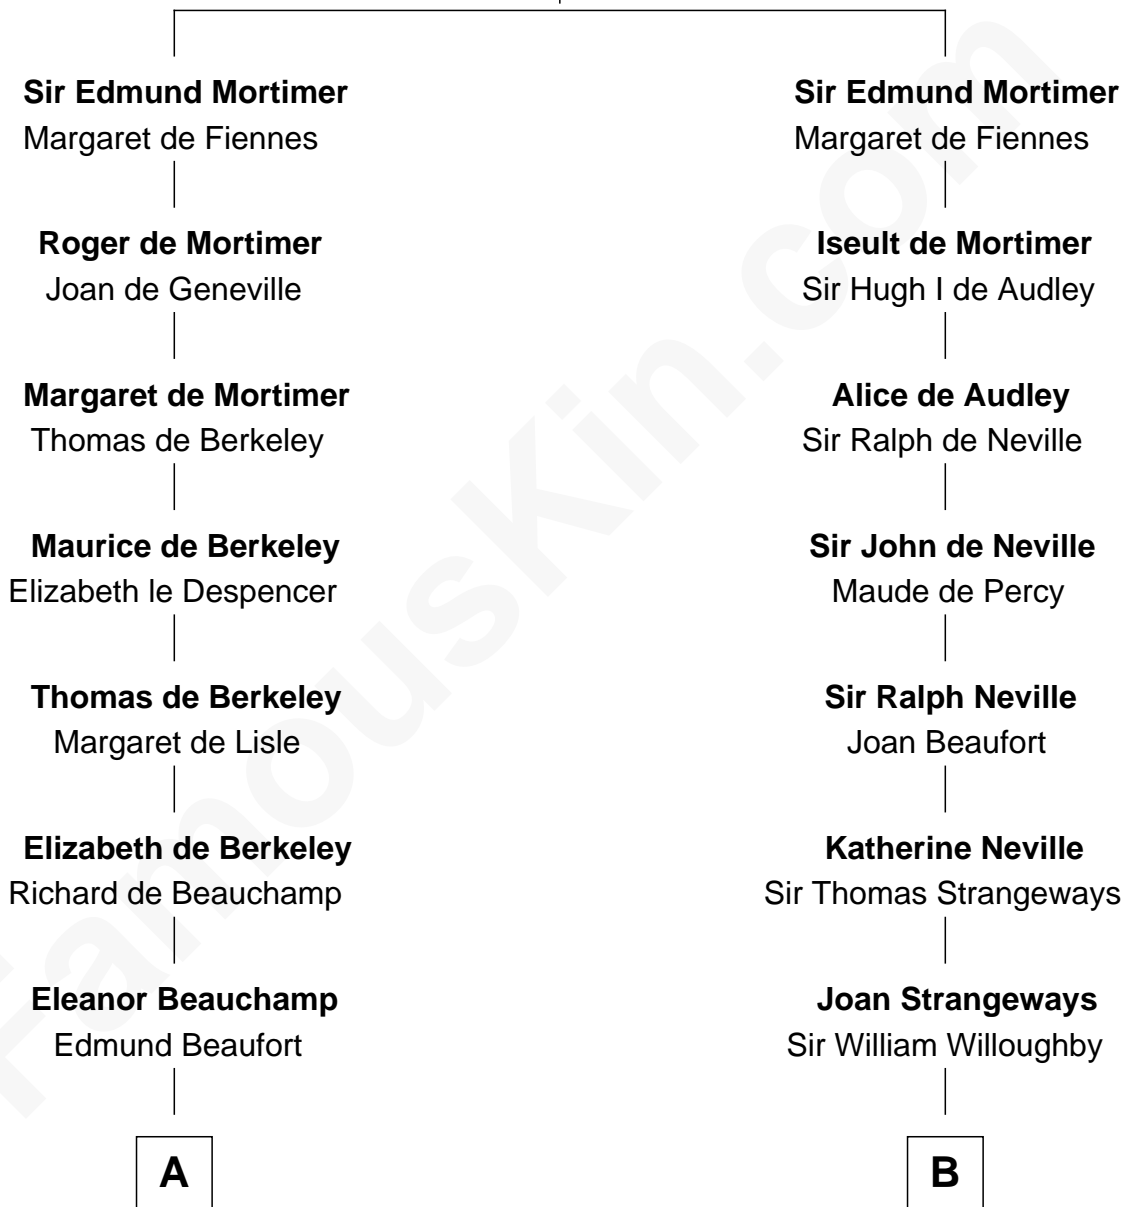 Sir Edmund Mortimer
Margaret de Fiennes
Roger de Mortimer
Joan de Geneville
Margaret de Mortimer
Thomas de Berkeley
Maurice de Berkeley
Elizabeth le Despencer
Thomas de Berkeley
Margaret de Lisle
Elizabeth de Berkeley
Richard de Beauchamp
Eleanor Beauchamp
Edmund Beaufort
A
Sir Edmund Mortimer
Margaret de Fiennes
Iseult de Mortimer
Sir Hugh I de Audley
Alice de Audley
Sir Ralph de Neville
Sir John de Neville
Maude de Percy
Sir Ralph Neville
Joan Beaufort
Katherine Neville
Sir Thomas Strangeways
Joan Strangeways
Sir William Willoughby
B
FamousKin.com